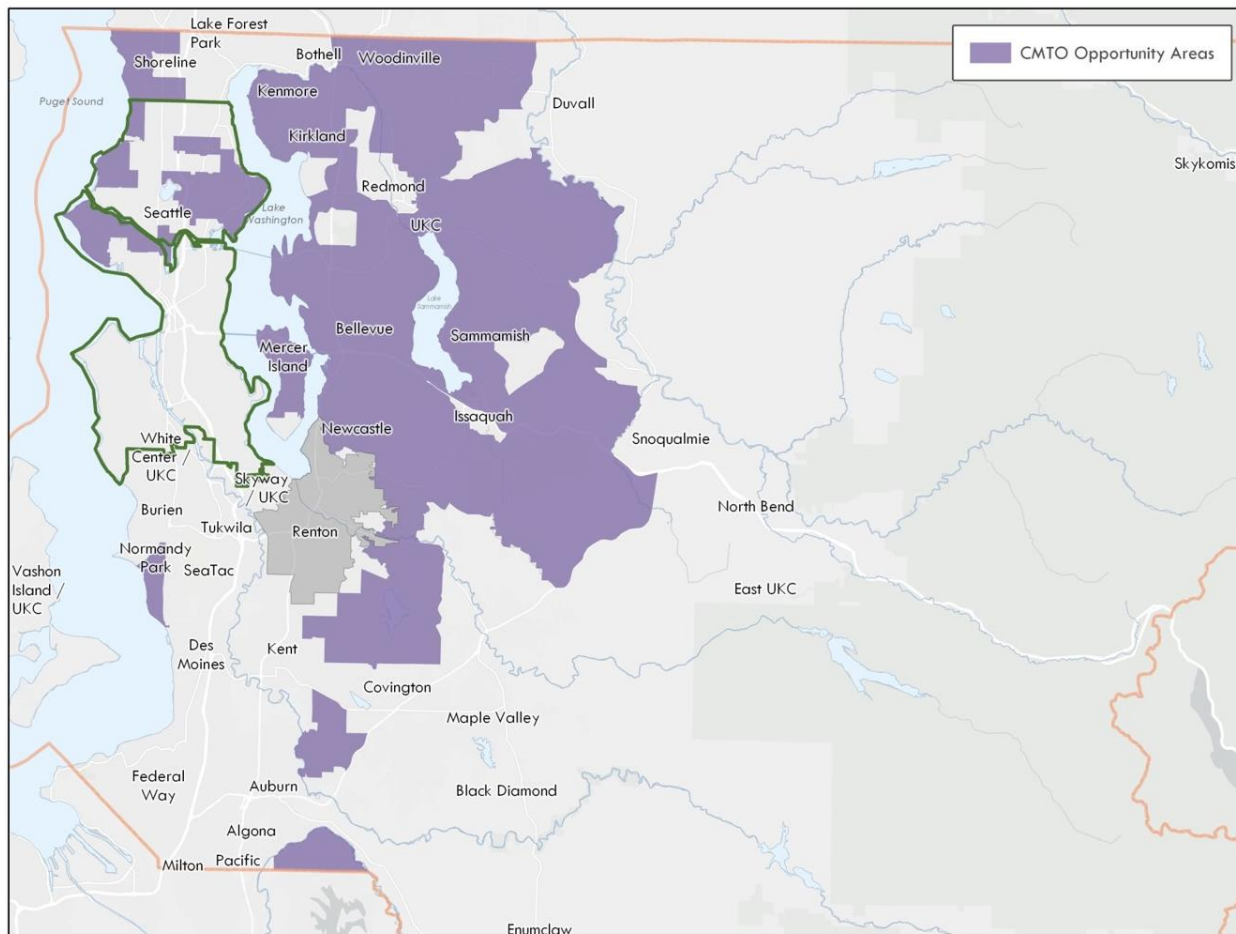 Lake Forest
Park
Bothell
Woodinville
Shoreline
CMTO Opportunity Areas
Puget Sound
Kenmore
Duvall
Kirkland
Skykomis
Redmond
Seattle
Lake
Washington
UKC
Lake
Sammamish
Bellevue
Sammamish
Mercer
Island
Issaquah
Newcastle
Snoqualmie
White
Center /
UKC
Skyway
/ UKC
North Bend
Burien
Tukwila
Renton
Normandy
Park
SeaTac
Vashon
Island /
UKC
East UKC
Des
Moines
Kent
Covington
Maple Valley
Federal
Way
Auburn
Black Diamond
Algona
Milton
Pacific
Enumclaw